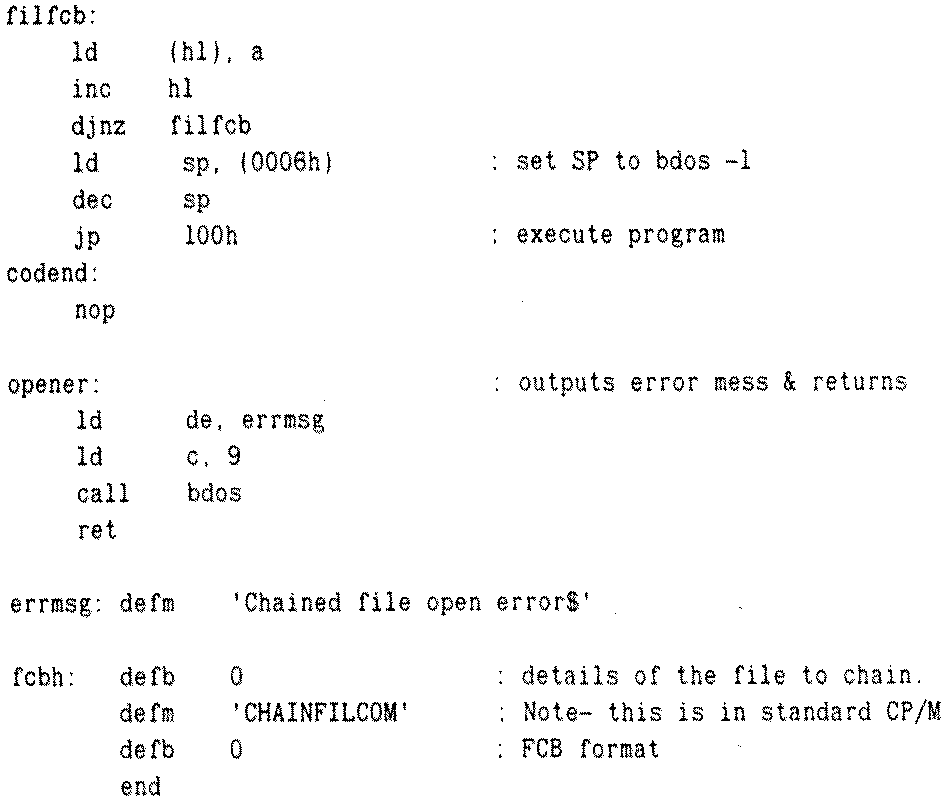 filfcb:
ld (hl), a
inc hl
djnz filfcb
ld sp, (0006h) : set SP to bdos -1
dec sp
jp 100h : execute program
codend:
nop
opener: : outputs error mess & returns
ld de, errmsg
ld c, 9
call bdos
ret
errmsg: defm 'Chained file open error$'
fcbh: defb 0 : details of the file to chain.
defm 'CHAINFILCOM' : Note- this is in standard CP/M
defb 0 : FCB format
end